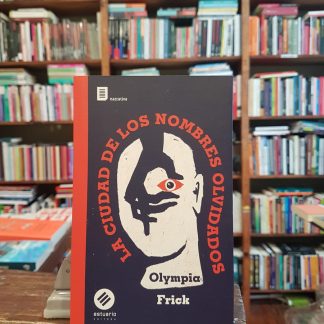 narrativa
LA CIUDAD DE LOS NOMBRES OLVIDADOS
Olympia
Frick
estuario
editora